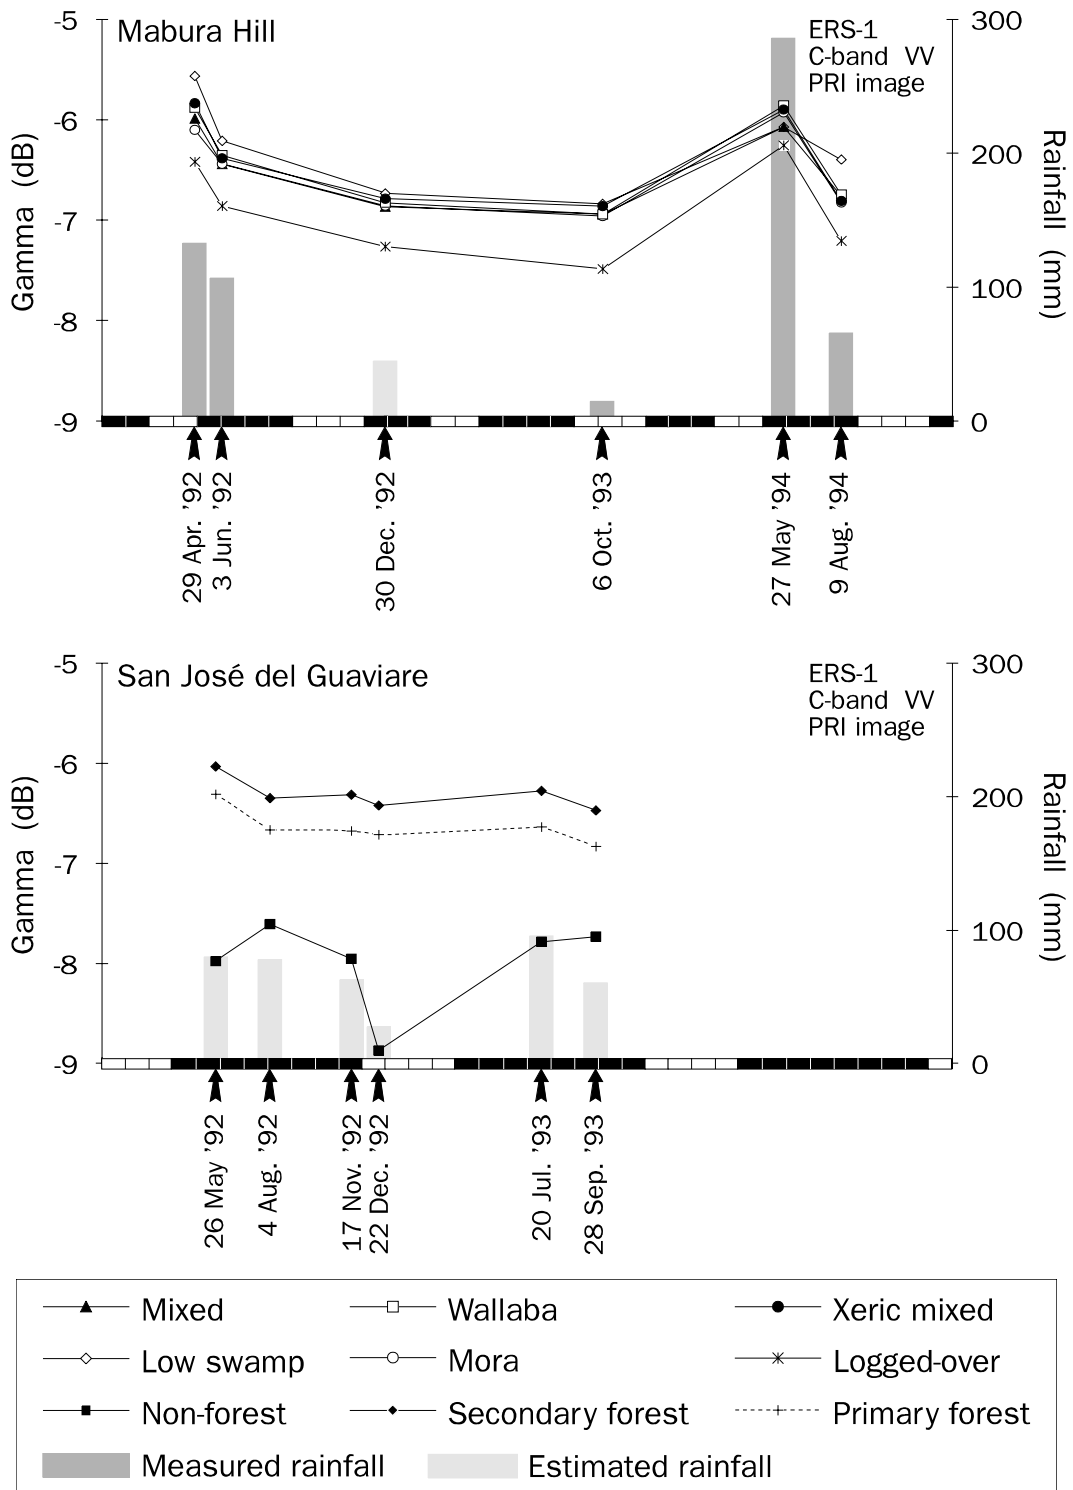 Mabura Hill
ERS-1
C-band VV
PRI image
-5
-6
-7
-8
-9
Gamma (dB)
300
200
100
0
Rainfall (mm)
29 Apr. '92
3 Jun. '92
30 Dec. '92
6 Oct. '93
27 May '94
9 Aug. '94
San José del Guaviare
ERS-1
C-band VV
PRI image
-5
-6
-7
-8
-9
Gamma (dB)
300
200
100
0
Rainfall (mm)
26 May '92
4 Aug. '92
17 Nov. '92
22 Dec. '92
20 Jul. '93
28 Sep. '93
Mixed Wallaba Xeric mixed
Low swamp Mora Logged-over
Non-forest Secondary forest Primary forest
Measured rainfall Estimated rainfall